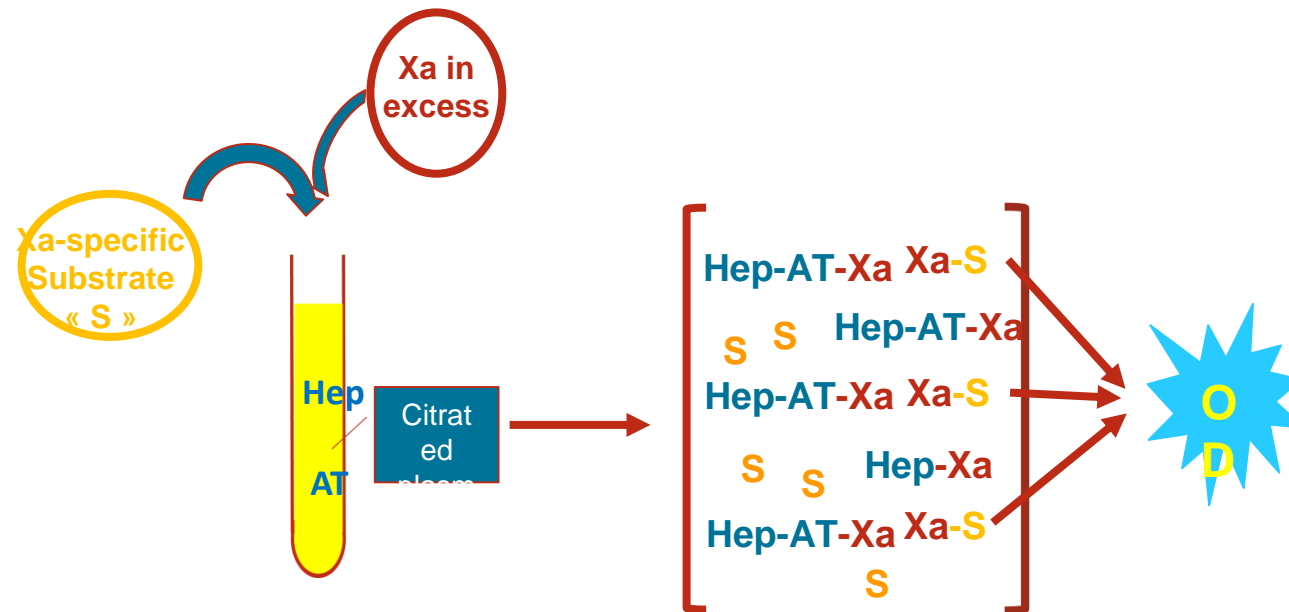 Xa in
excess
Xa-specific
Substrate
« S »
Hep
AT
Citrat
ed
Hep-AT-Xa Xa-S
S S Hep-AT-Xa
Hep-AT-Xa Xa-S
S S Hep-Xa
Hep-AT-Xa Xa-S
S
O
D